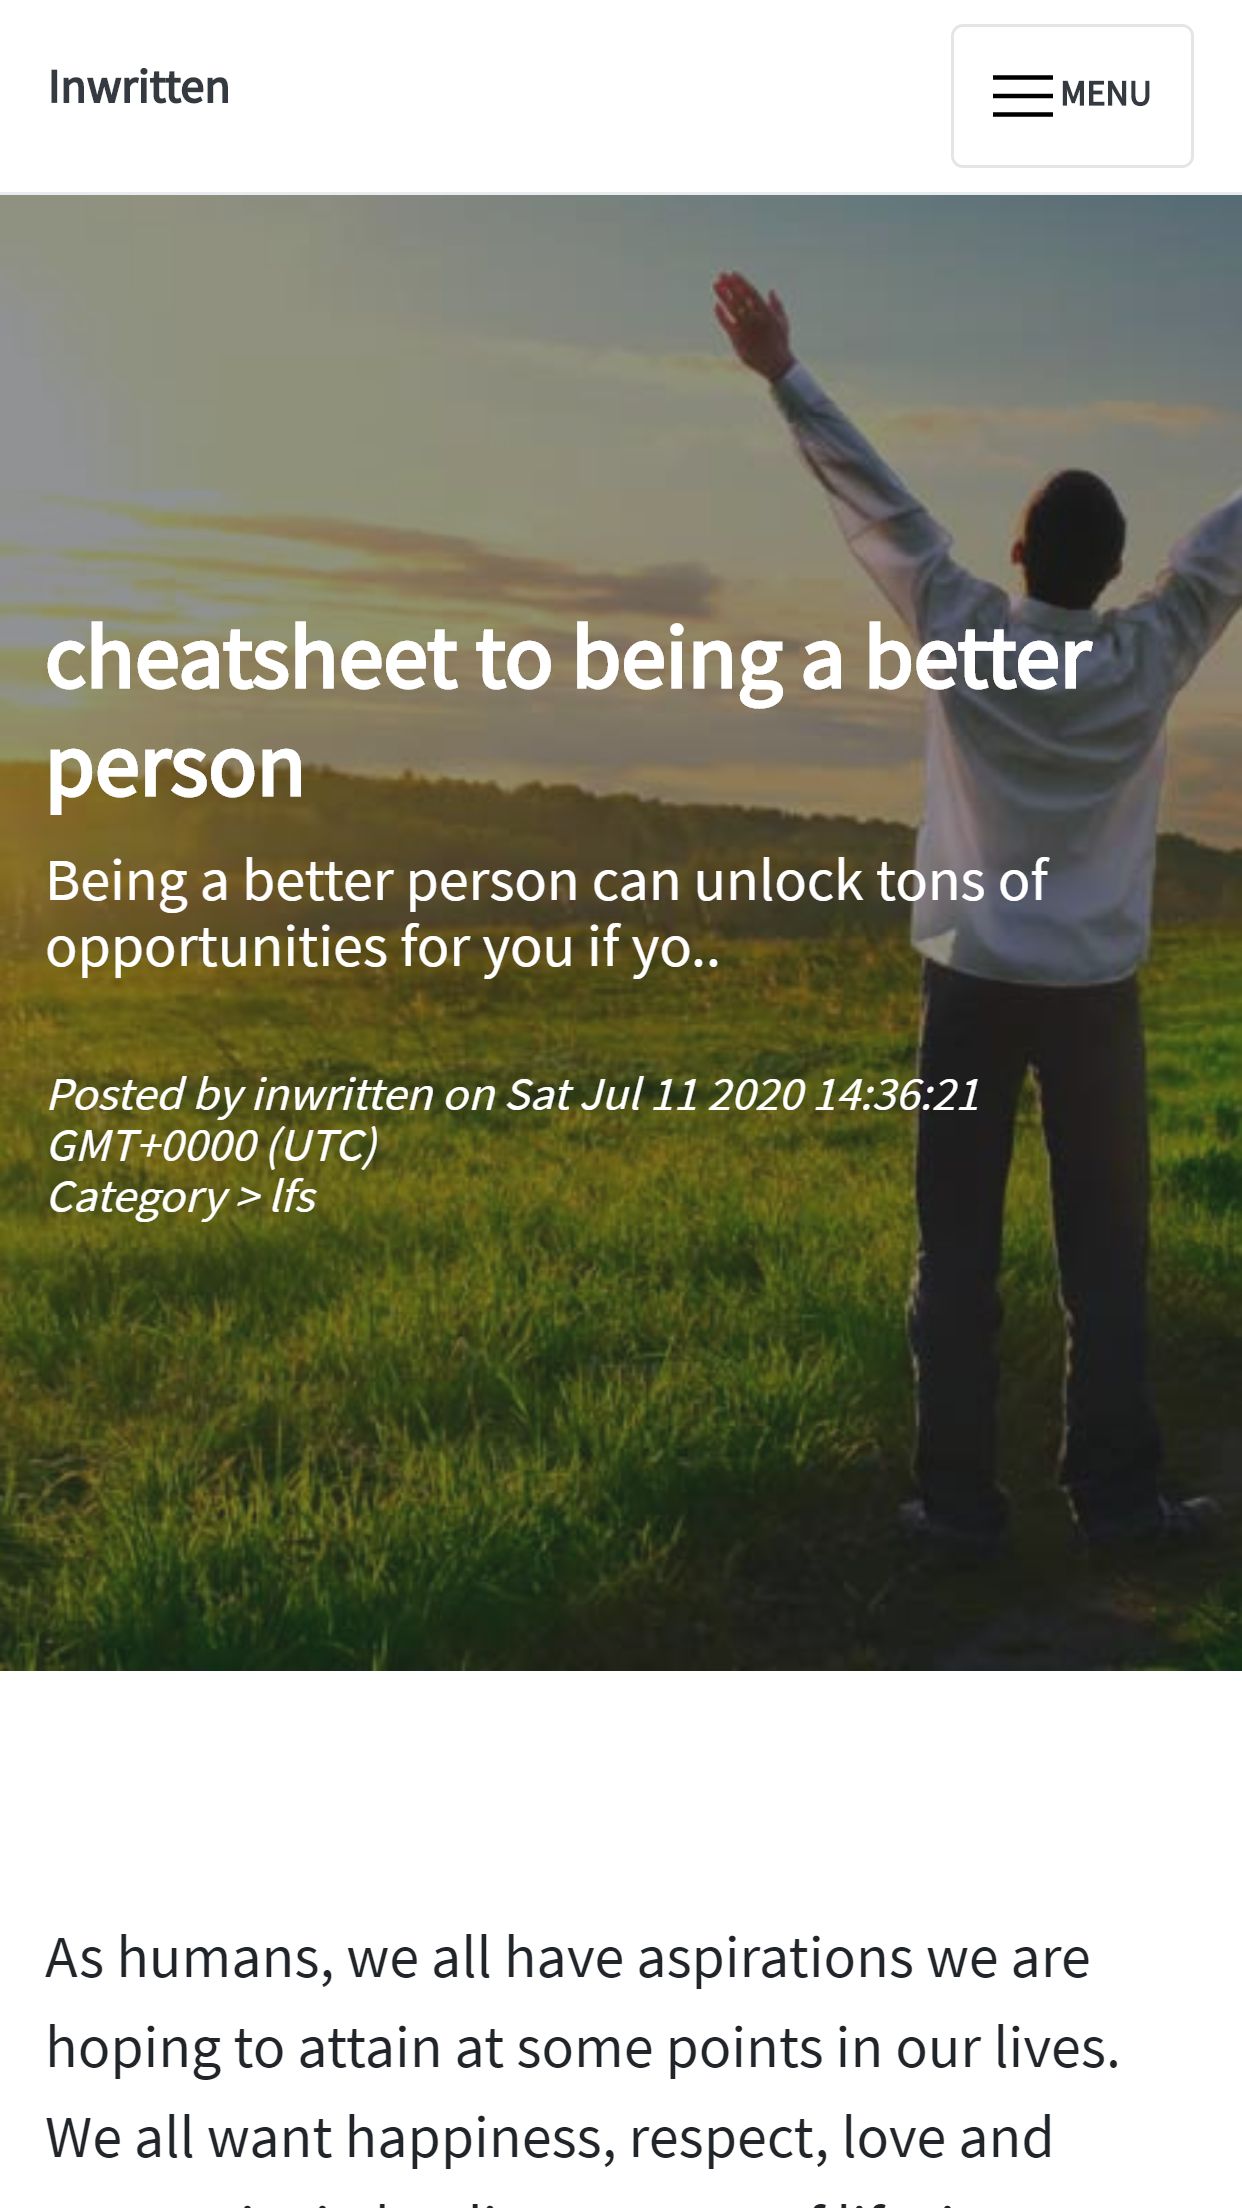 Inwritten
MENU
cheatsheet to being a better
person
Being a better person can unlock tons of
opportunities for you if yo..
Posted by inwritten on Sat Jul 11 2020 14:36:21
GMT+0000 (UTC)
Category > lfs
As humans, we all have aspirations we are
hoping to attain at some points in our lives.
We all want happiness, respect, love and